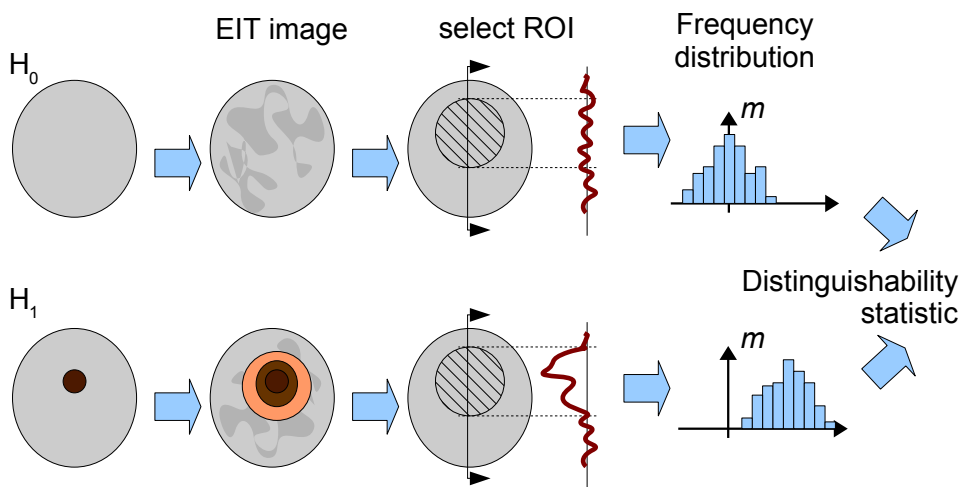 EIT image
select ROI
Frequency
distribution
H0
m
H1
Distinguishability
statistic
m